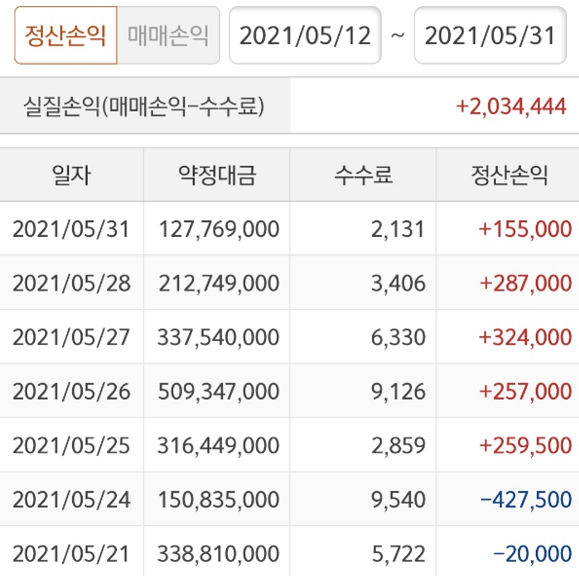 정산손익 매매손익 2021/05/12 ~ 2021/05/31
실질손익(매매손익-수수료) +2,034,444
일자 약정대금 수수료 정산손익
2021/05/31 127,769,000 2,131 +155,000
2021/05/28 212,749,000 3,406 +287,000
2021/05/27 337,540,000 6,330 +324,000
2021/05/26 509,347,000 9,126 +257,000
2021/05/25 316,449,000 2,859 +259,500
2021/05/24 150,835,000 9,540 -427,500
2021/05/21 338,810,000 5,722 -20,000